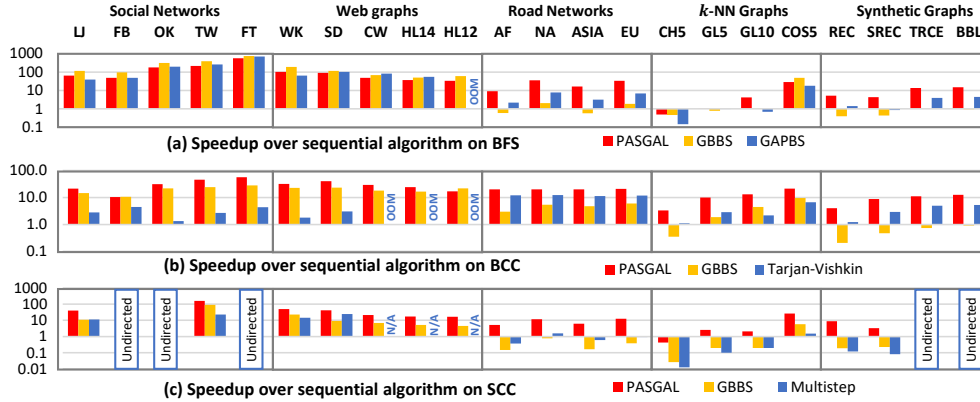 Social Networks Web graphs Road Networks k-NN Graphs Synthetic Graphs
LJ FB OK TW FT WK SD CW HL14 HL12 AF NA ASIA EU CH5 GL5 GL10 COS5 REC SREC TRCE BBL
1000
100
10
1
0.1
OOM
(a) Speedup over sequential algorithm on BFS
PASGAL GBBS GAPBS
100.0
10.0
1.0
0.1
OOM OOM OOM
(b) Speedup over sequential algorithm on BCC
PASGAL GBBS Tarjan-Vishkin
1000
100
10
1
0.1
0.01
Undirected Undirected Undirected N/A N/A N/A Undirected Undirected
(c) Speedup over sequential algorithm on SCC
PASGAL GBBS Multistep